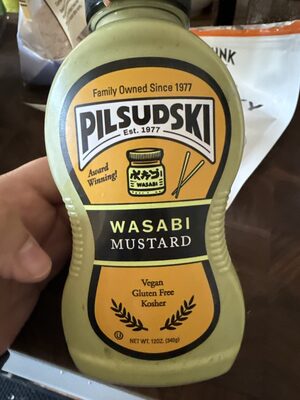 Family Owned Since 1977
PILSUDSKI
Est. 1977
Award
Winning!
WASABI
WASABI
MUSTARD
Vegan
Gluten Free
Kosher
U
NET WT. 12OZ. (340g)
INK